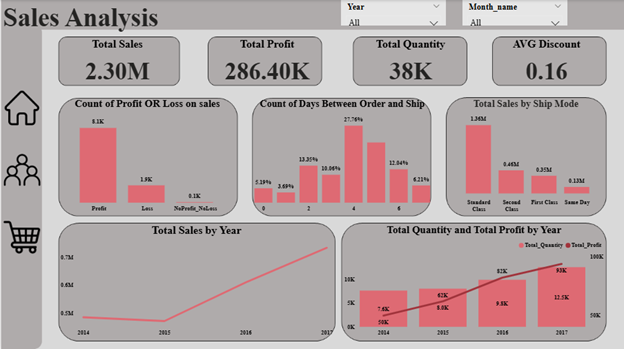 Sales Analysis
Year
All
Month_name
All
Total Sales
2.30M
Total Profit
286.40K
Total Quantity
38K
AVG Discount
0.16
Count of Profit OR Loss on sales
8.1K
1.9K
0.1K
Profit Loss NoProfit_NoLoss
Count of Days Between Order and Ship
27.76%
13.35%
12.04%
10.06%
5.19%
3.69%
6.21%
0 2 4 6
Total Sales by Ship Mode
1.36M
0.46M
0.35M
0.13M
Standard Class
Second Class
First Class
Same Day
Total Sales by Year
0.7M
0.6M
0.5M
2014 2015 2016 2017
Total Quantity and Total Profit by Year
Total_Quantity Total_Profit
10K
5K
0K
100K
50K
7.6K
50K
62K
8.0K
82K
9.8K
93K
12.5K
2014 2015 2016 2017